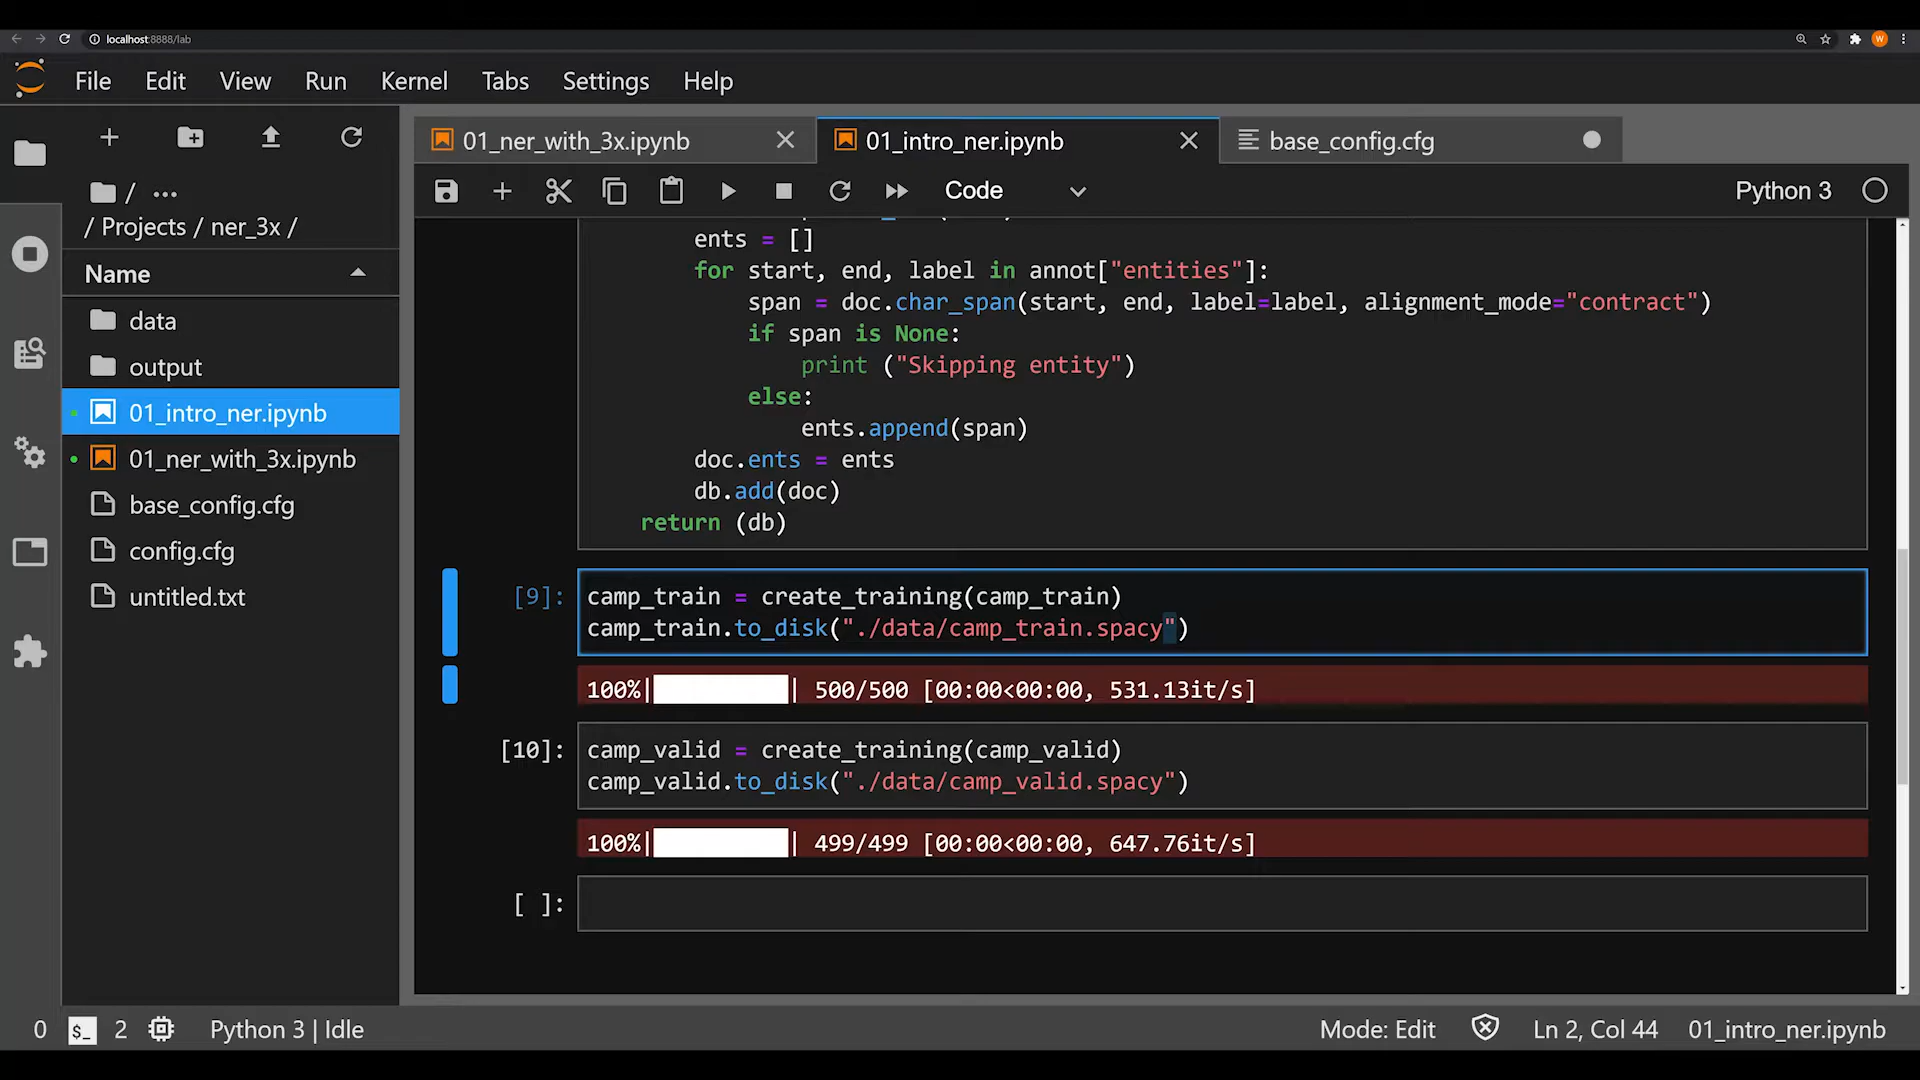 localhost:8888/lab
W
File Edit View Run Kernel Tabs Settings Help
01_ner_with_3x.ipynb
01_intro_ner.ipynb
base_config.cfg
Code
Python 3
/ ...
/ Projects / ner_3x /
Name
data
output
01_intro_ner.ipynb
01_ner_with_3x.ipynb
base_config.cfg
config.cfg
untitled.txt
ents = []
for start, end, label in annot["entities"]:
span = doc.char_span(start, end, label=label, alignment_mode="contract")
if span is None:
print ("Skipping entity")
else:
ents.append(span)
doc.ents = ents
db.add(doc)
return (db)
[9]:
camp_train = create_training(camp_train)
camp_train.to_disk("./data/camp_train.spacy")
100%| | 500/500 [00:00<00:00, 531.13it/s]
[10]:
camp_valid = create_training(camp_valid)
camp_valid.to_disk("./data/camp_valid.spacy")
100%| | 499/499 [00:00<00:00, 647.76it/s]
[ ]:
0 $_ 2 Python 3 | Idle
Mode: Edit Ln 2, Col 44 01_intro_ner.ipynb